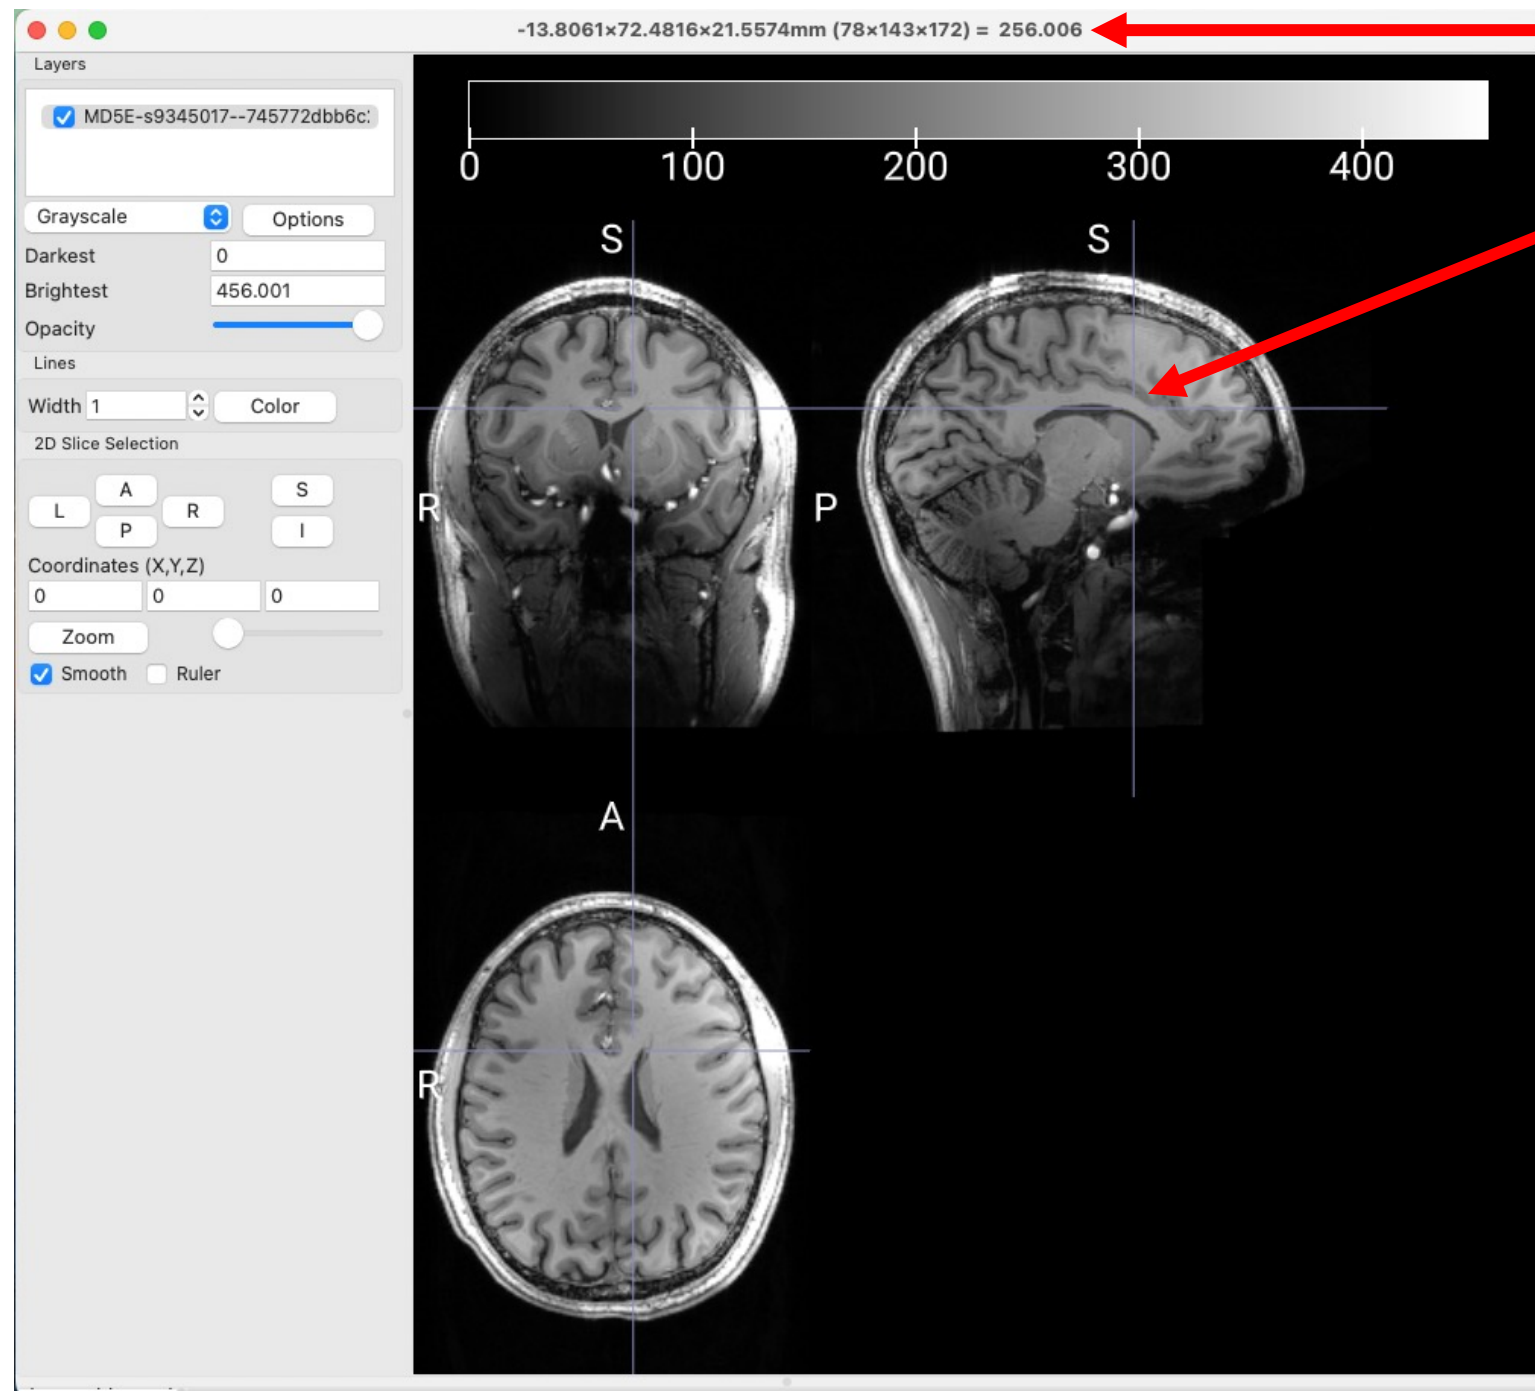 -13.8061×72.4816×21.5574mm (78×143×172) = 256.006
Layers
MD5E-s9345017--745772dbb6c
Grayscale Options
Darkest 0
Brightest 456.001
Opacity
Lines
Width 1 Color
2D Slice Selection
A S
L R
P I
Coordinates (X,Y,Z)
0 0 0
Zoom
Smooth Ruler
0 100 200 300 400
S S
R P
A
R